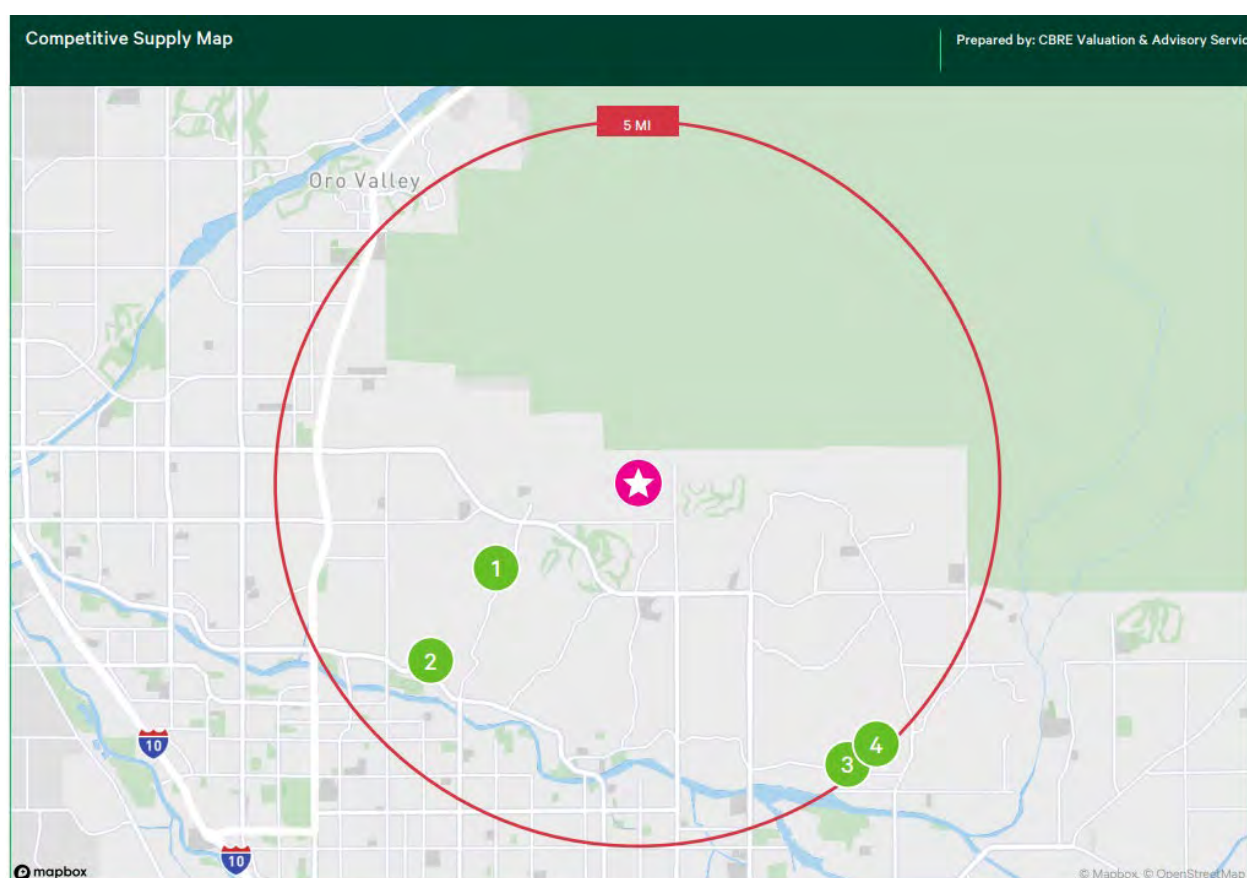 Competitive Supply Map
Prepared by: CBRE Valuation & Advisory Servic
5 MI
Oro Valley
1
2
4
3
10
10
mapbox
© Mapbox, © OpenStreetMap